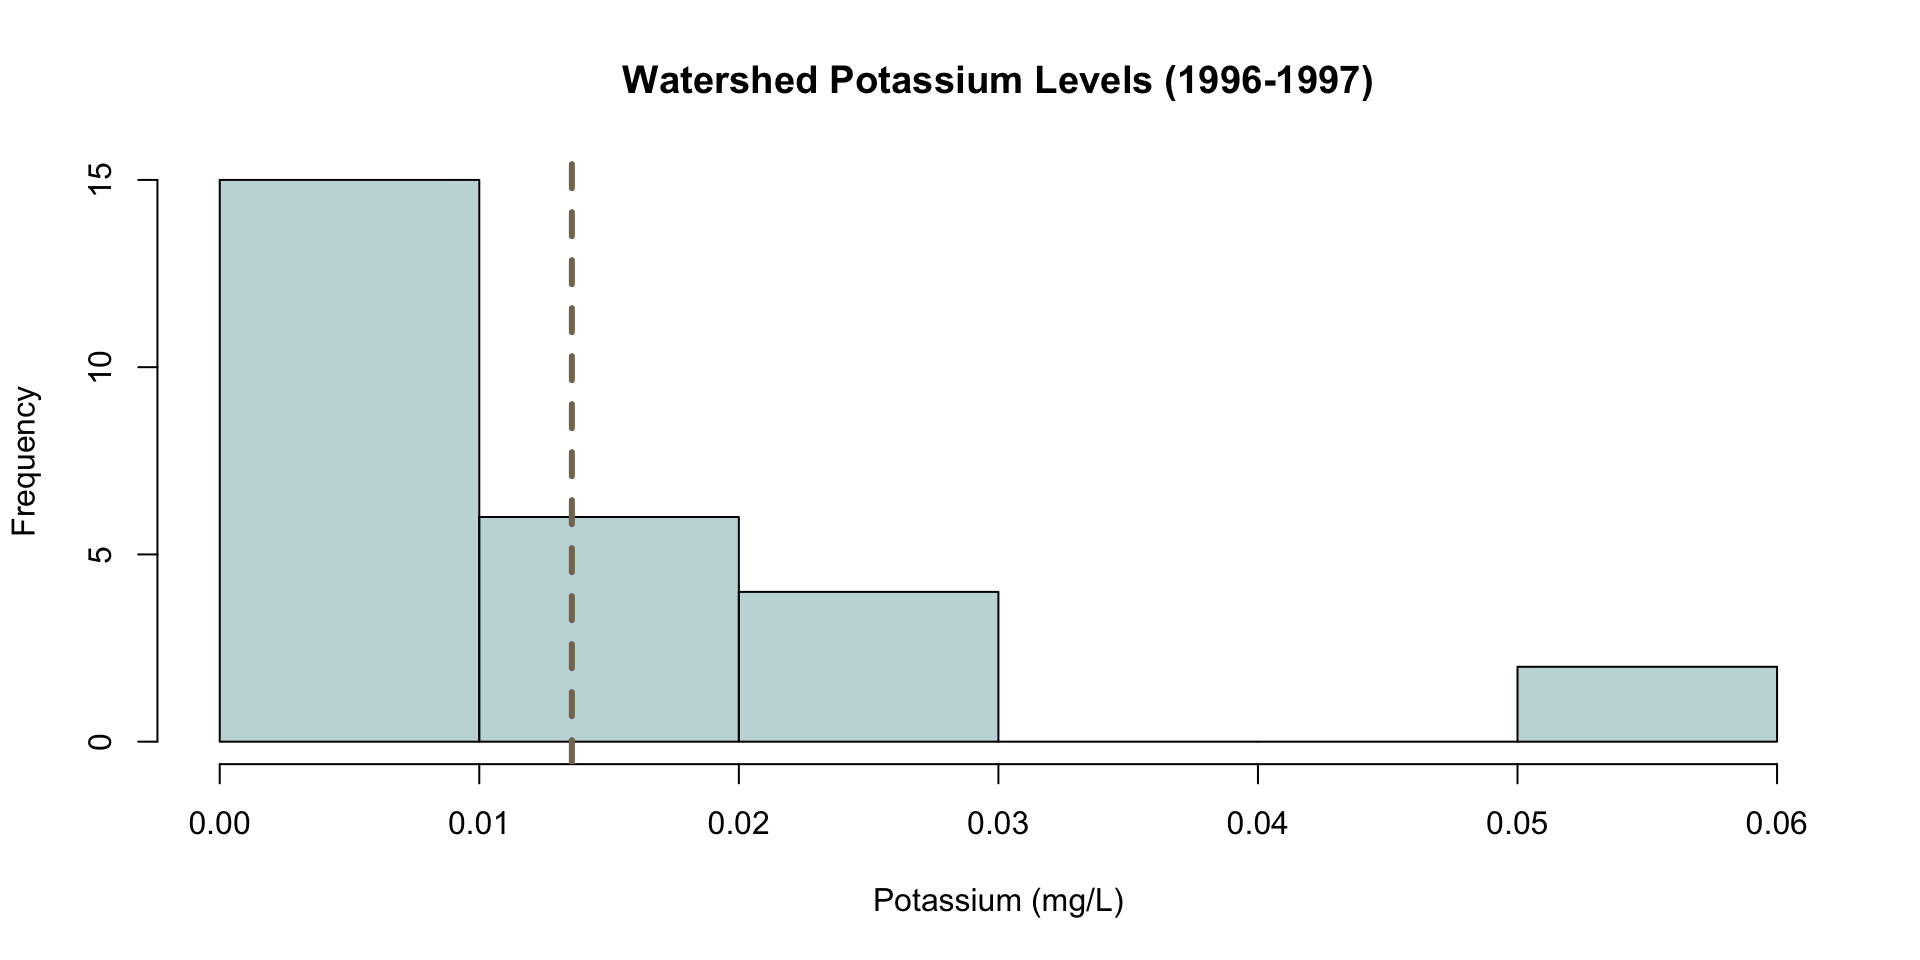 Watershed Potassium Levels (1996-1997)
15
10
5
0
Frequency
0.00 0.01 0.02 0.03 0.04 0.05 0.06
Potassium (mg/L)